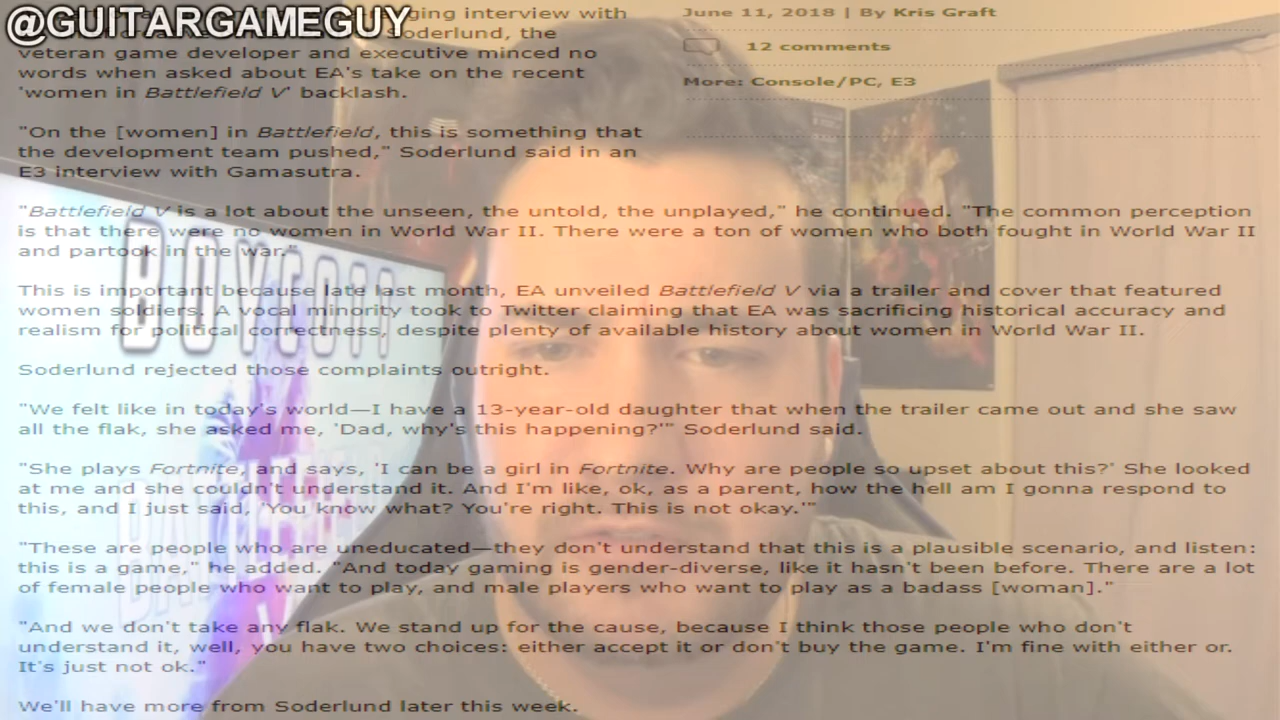 @GUITARGAMEGUY
ging interview with
Soderlund, the
veteran game developer and executive minced no
words when asked about EA's take on the recent
'women in Battlefield V' backlash.
June 11, 2018 | By Kris Graft
12 comments
More: Console/PC, E3
"On the [women] in Battlefield, this is something that
the development team pushed," Soderlund said in an
E3 interview with Gamasutra.
"Battlefield V is a lot about the unseen, the untold, the unplayed," he continued. "The common perception
is that there were no women in World War II. There were a ton of women who both fought in World War II
and partook in the war."
This is important because late last month, EA unveiled Battlefield V via a trailer and cover that featured
women soldiers. A vocal minority took to Twitter claiming that EA was sacrificing historical accuracy and
realism for political correctness, despite plenty of available history about women in World War II.
Soderlund rejected those complaints outright.
"We felt like in today's world—I have a 13-year-old daughter that when the trailer came out and she saw
all the flak, she asked me, 'Dad, why's this happening?'" Soderlund said.
"She plays Fortnite, and says, 'I can be a girl in Fortnite. Why are people so upset about this?' She looked
at me and she couldn't understand it. And I'm like, ok, as a parent, how the hell am I gonna respond to
this, and I just said, 'You know what? You're right. This is not okay.'"
"These are people who are uneducated—they don't understand that this is a plausible scenario, and listen:
this is a game," he added. "And today gaming is gender-diverse, like it hasn't been before. There are a lot
of female people who want to play, and male players who want to play as a badass [woman]."
"And we don't take any flak. We stand up for the cause, because I think those people who don't
understand it, well, you have two choices: either accept it or don't buy the game. I'm fine with either or.
It's just not ok."
We'll have more from Soderlund later this week.
BOYCOTT